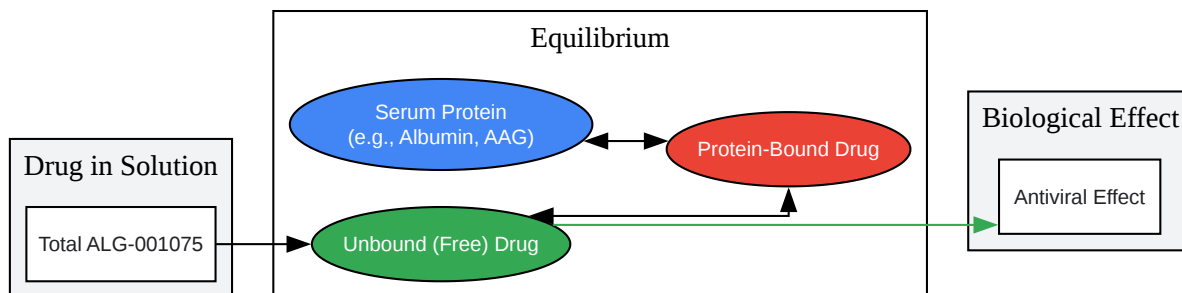 Drug in Solution
Total ALG-001075
Equilibrium
Serum Protein
(e.g., Albumin, AAG)
Protein-Bound Drug
Unbound (Free) Drug
Biological Effect
Antiviral Effect